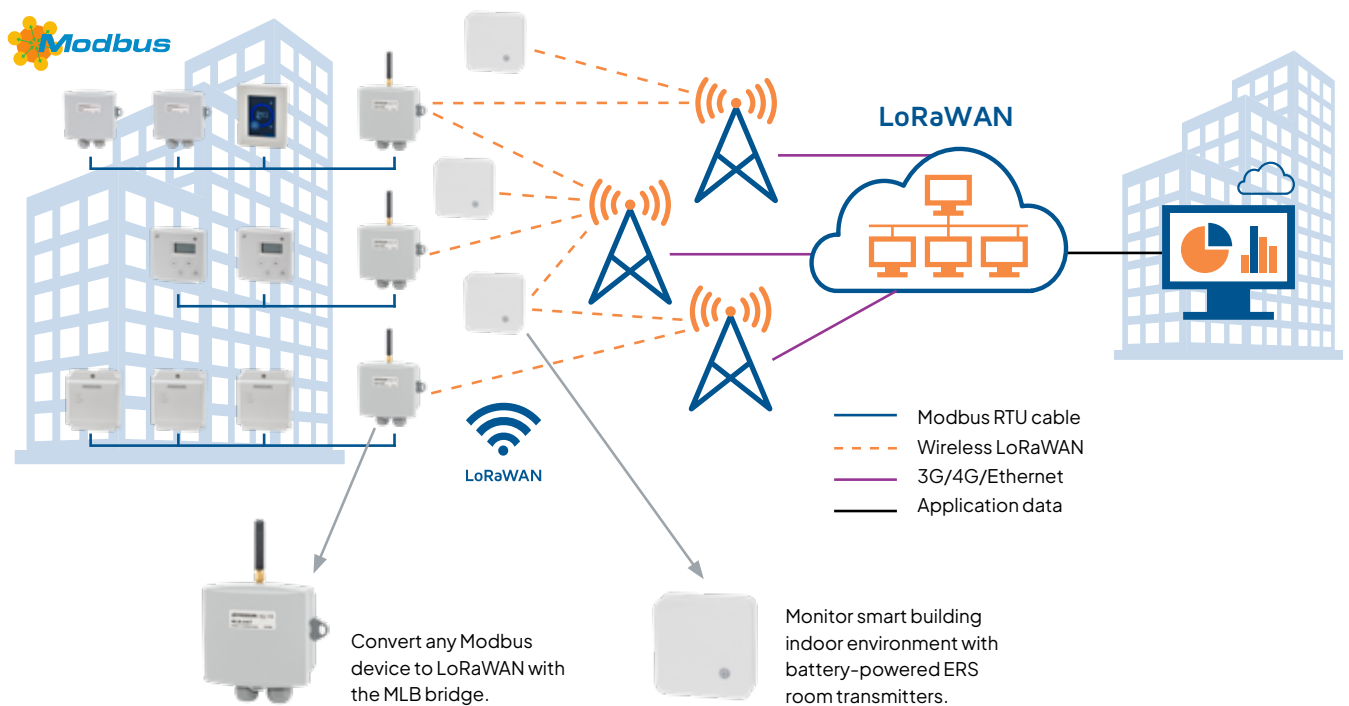 Modbus
LoRaWAN
LoRaWAN
Modbus RTU cable
Wireless LoRaWAN
3G/4G/Ethernet
Application data
Convert any Modbus
device to LoRaWAN with
the MLB bridge.
Monitor smart building
indoor environment with
battery-powered ERS
room transmitters.